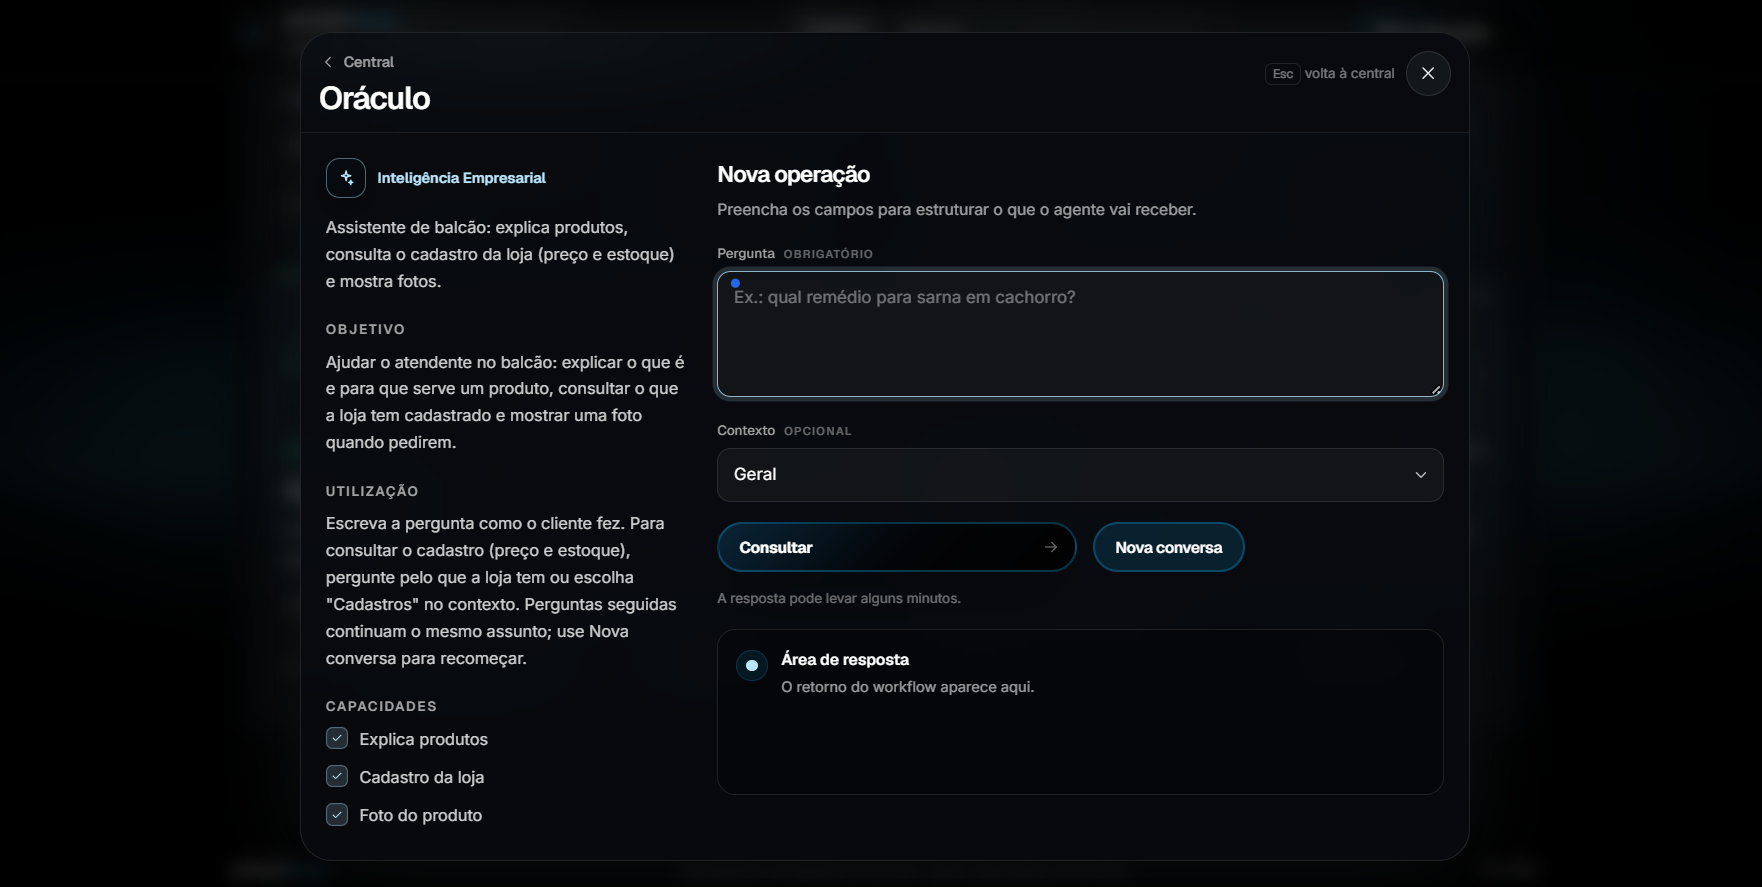 Central
Oráculo
Esc volta à central
Inteligência Empresarial
Assistente de balcão: explica produtos,
consulta o cadastro da loja (preço e estoque)
e mostra fotos.
OBJETIVO
Ajudar o atendente no balcão: explicar o que é
e para que serve um produto, consultar o que
a loja tem cadastrado e mostrar uma foto
quando pedirem.
UTILIZAÇÃO
Escreva a pergunta como o cliente fez. Para
consultar o cadastro (preço e estoque),
pergunte pelo que a loja tem ou escolha
"Cadastros" no contexto. Perguntas seguidas
continuam o mesmo assunto; use Nova
conversa para recomeçar.
CAPACIDADES
Explica produtos
Cadastro da loja
Foto do produto
Nova operação
Preencha os campos para estruturar o que o agente vai receber.
Pergunta OBRIGATÓRIO
Ex.: qual remédio para sarna em cachorro?
Contexto OPCIONAL
Geral
Consultar
Nova conversa
A resposta pode levar alguns minutos.
Área de resposta
O retorno do workflow aparece aqui.